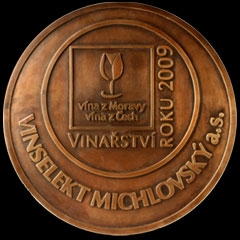 vína z Moravy
vína z Čech
VINAŘSTVÍ
ROKU 2009
VINSELEKT MICHLOVSKÝ a.s.